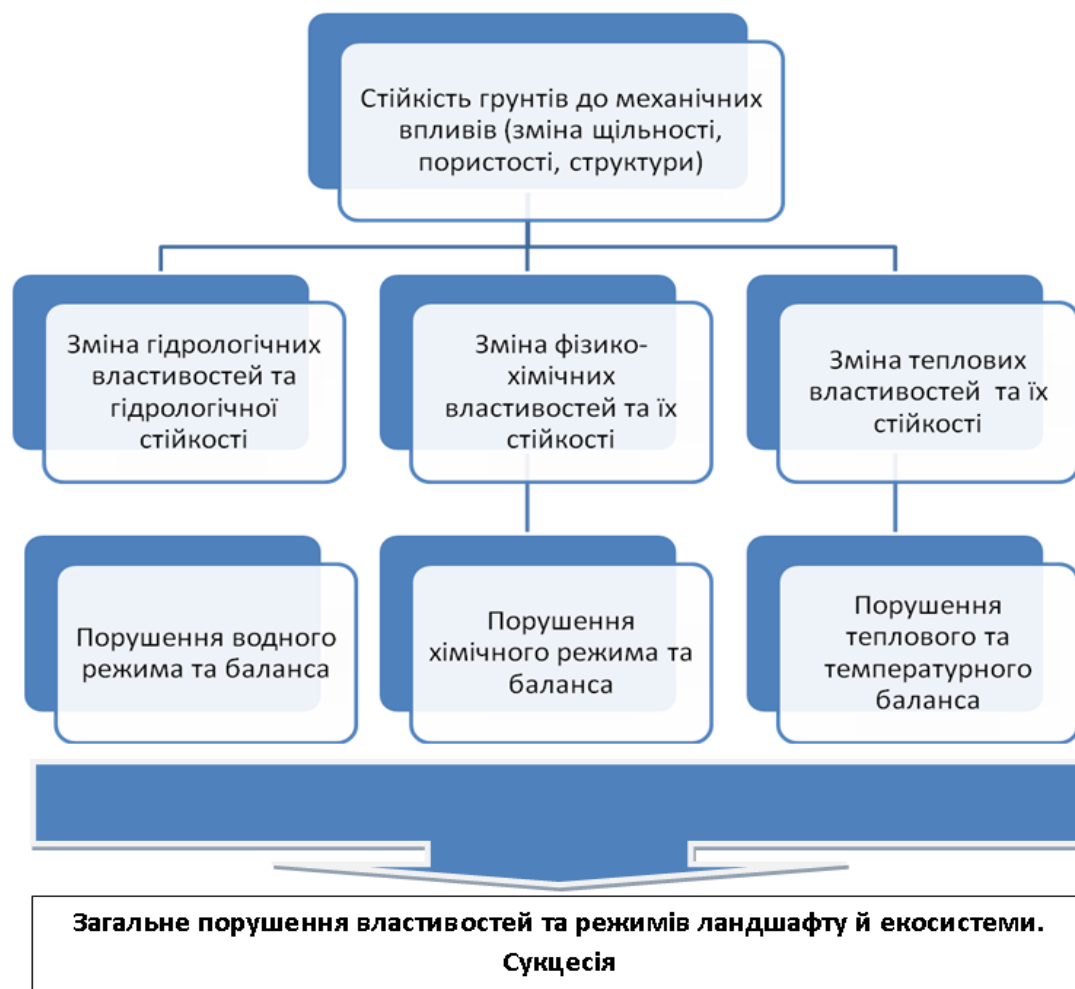 Стійкість грунтів до механічних
впливів (зміна щільності,
пористості, структури)
Зміна гідрологічних
властивостей та
гідрологічної
стійкості
Зміна фізико-
хімічних
властивостей та їх
стійкості
Зміна теплових
властивостей та їх
стійкості
Порушення водного
режима та баланса
Порушення
хімічного режима та
баланса
Порушення
теплового та
температурного
баланса
Загальне порушення властивостей та режимів ландшафту й екосистеми.
Сукцесія